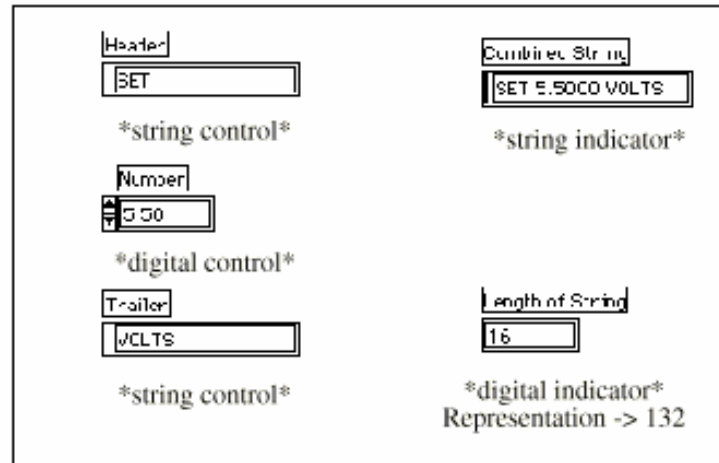 Header
SET
*string control*
Number
5.50
*digital control*
Trailer
VOLTS
*string control*
Combined String
SET 5.5000 VOLTS
*string indicator*
Length of String
16
*digital indicator*
Representation -> 132